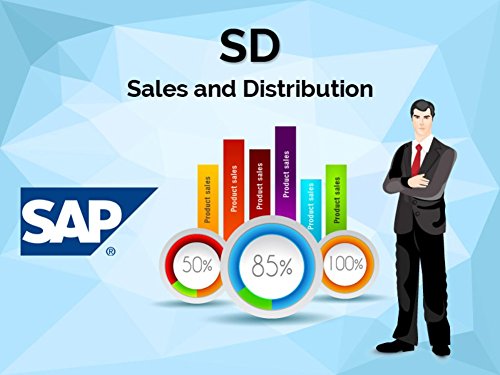 SD
Sales and Distribution
Product sales
Product sales
Product sales
Product sales
Product sales
Product sales
SAP
®
50%
85%
100%